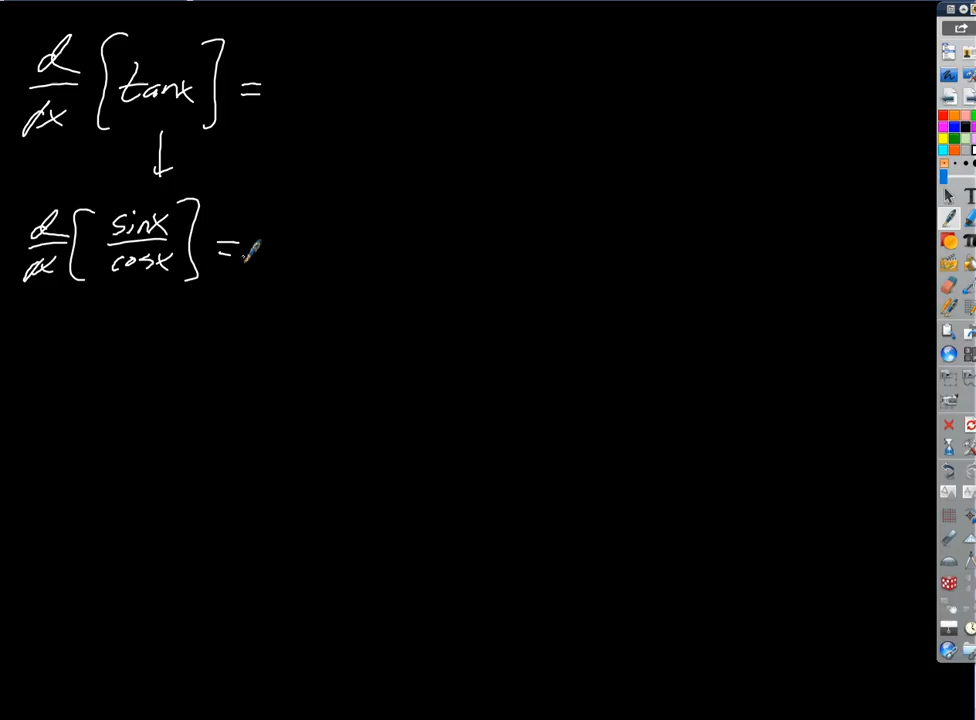 d/dx [tanx] =
↓
d/dx [sinx/cosx] =